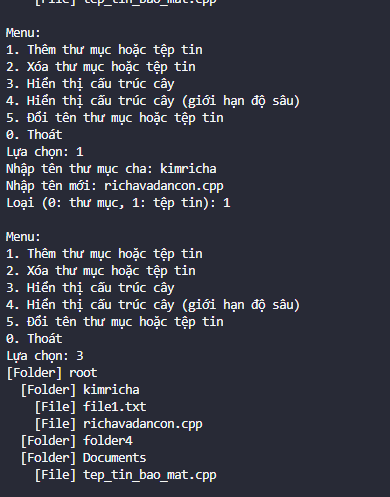 [File] tep_tin_bao_mat.cpp
Menu:
1. Thêm thư mục hoặc tệp tin
2. Xóa thư mục hoặc tệp tin
3. Hiển thị cấu trúc cây
4. Hiển thị cấu trúc cây (giới hạn độ sâu)
5. Đổi tên thư mục hoặc tệp tin
0. Thoát
Lựa chọn: 1
Nhập tên thư mục cha: kimricha
Nhập tên mới: richavadancon.cpp
Loại (0: thư mục, 1: tệp tin): 1
Menu:
1. Thêm thư mục hoặc tệp tin
2. Xóa thư mục hoặc tệp tin
3. Hiển thị cấu trúc cây
4. Hiển thị cấu trúc cây (giới hạn độ sâu)
5. Đổi tên thư mục hoặc tệp tin
0. Thoát
Lựa chọn: 3
[Folder] root
[Folder] kimricha
[File] file1.txt
[File] richavadancon.cpp
[Folder] folder4
[Folder] Documents
[File] tep_tin_bao_mat.cpp